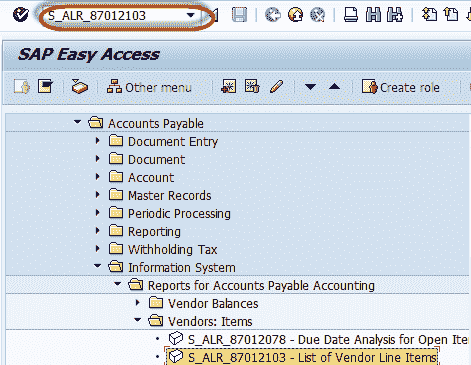 S_ALR_87012103
SAP Easy Access
Other menu
Create role
Accounts Payable
Document Entry
Document
Account
Master Records
Periodic Processing
Reporting
Withholding Tax
Information System
Reports for Accounts Payable Accounting
Vendor Balances
Vendors: Items
S_ALR_87012078 - Due Date Analysis for Open Ite
S_ALR_87012103 - List of Vendor Line Items